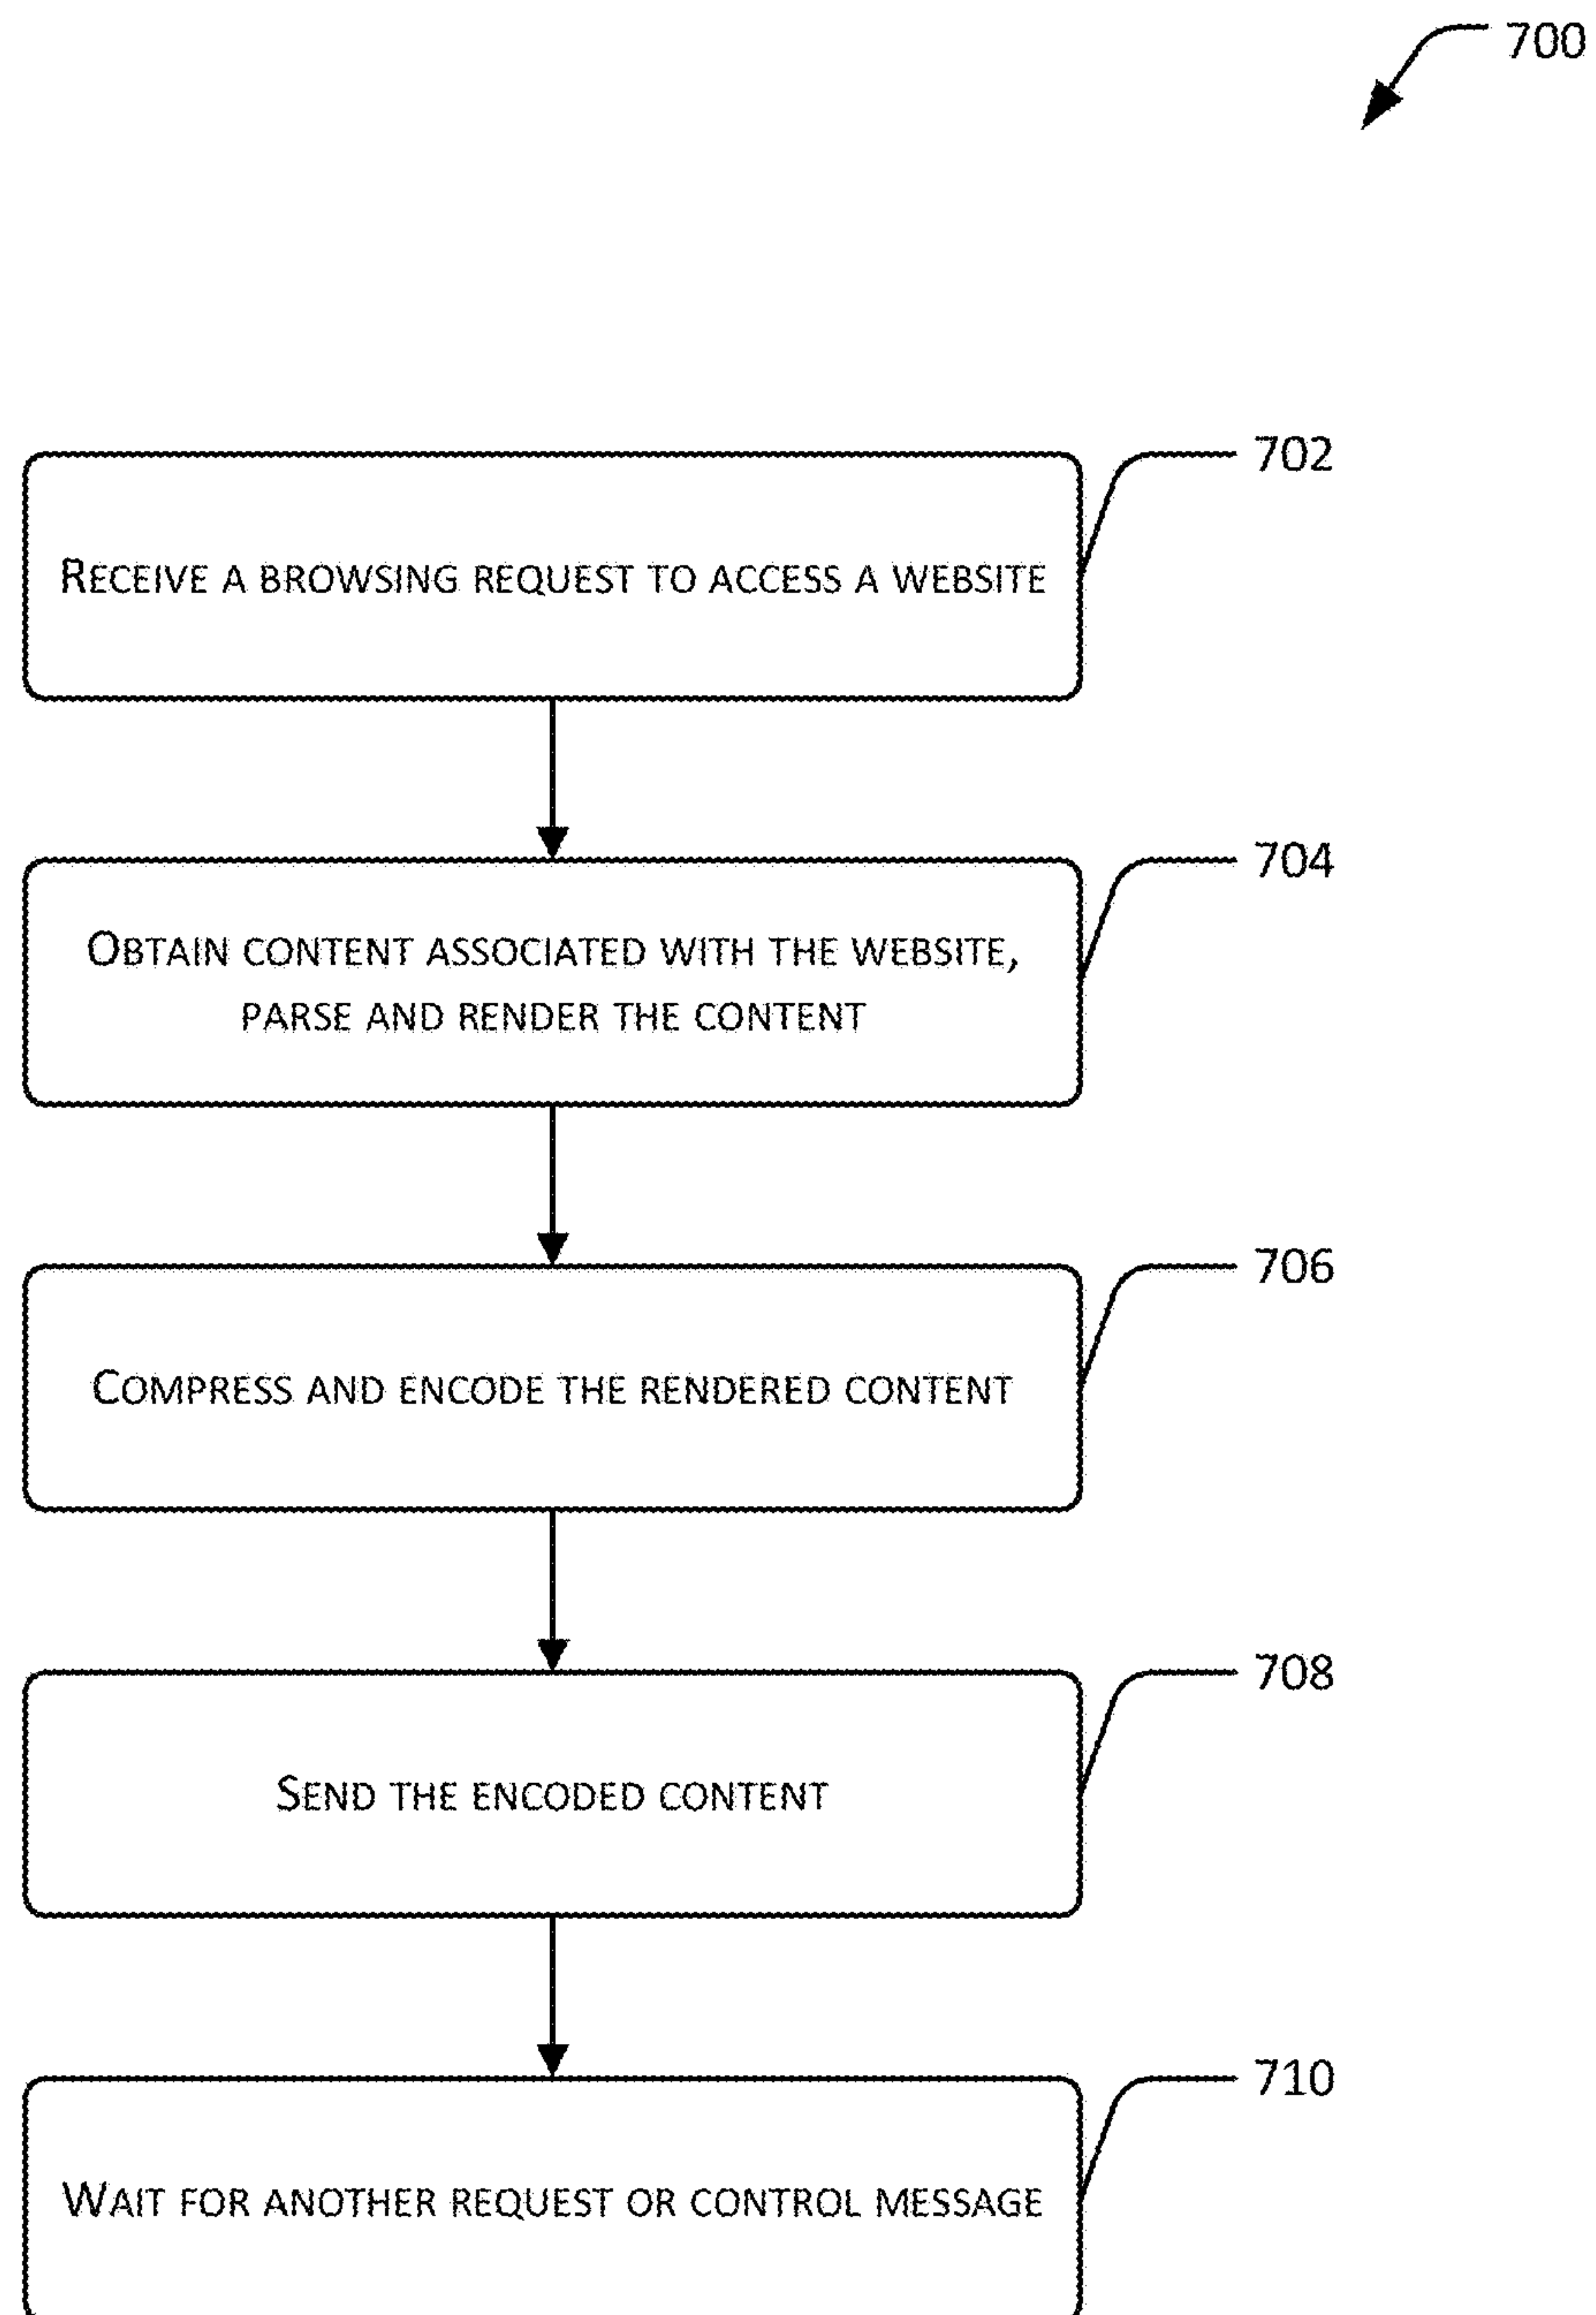 700
702
RECEIVE A BROWSING REQUEST TO ACCESS A WEBSITE
704
OBTAIN CONTENT ASSOCIATED WITH THE WEBSITE,
PARSE AND RENDER THE CONTENT
706
COMPRESS AND ENCODE THE RENDERED CONTENT
708
SEND THE ENCODED CONTENT
710
WAIT FOR ANOTHER REQUEST OR CONTROL MESSAGE